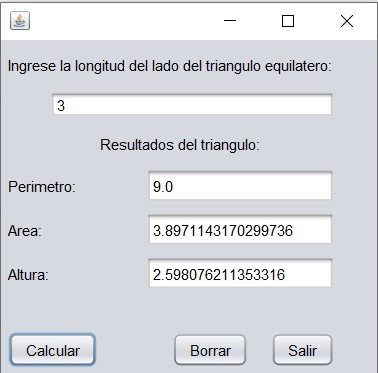 Ingrese la longitud del lado del triangulo equilatero:
3
Resultados del triangulo:
Perimetro: 9.0
Area: 3.8971143170299736
Altura: 2.598076211353316
Calcular Borrar Salir